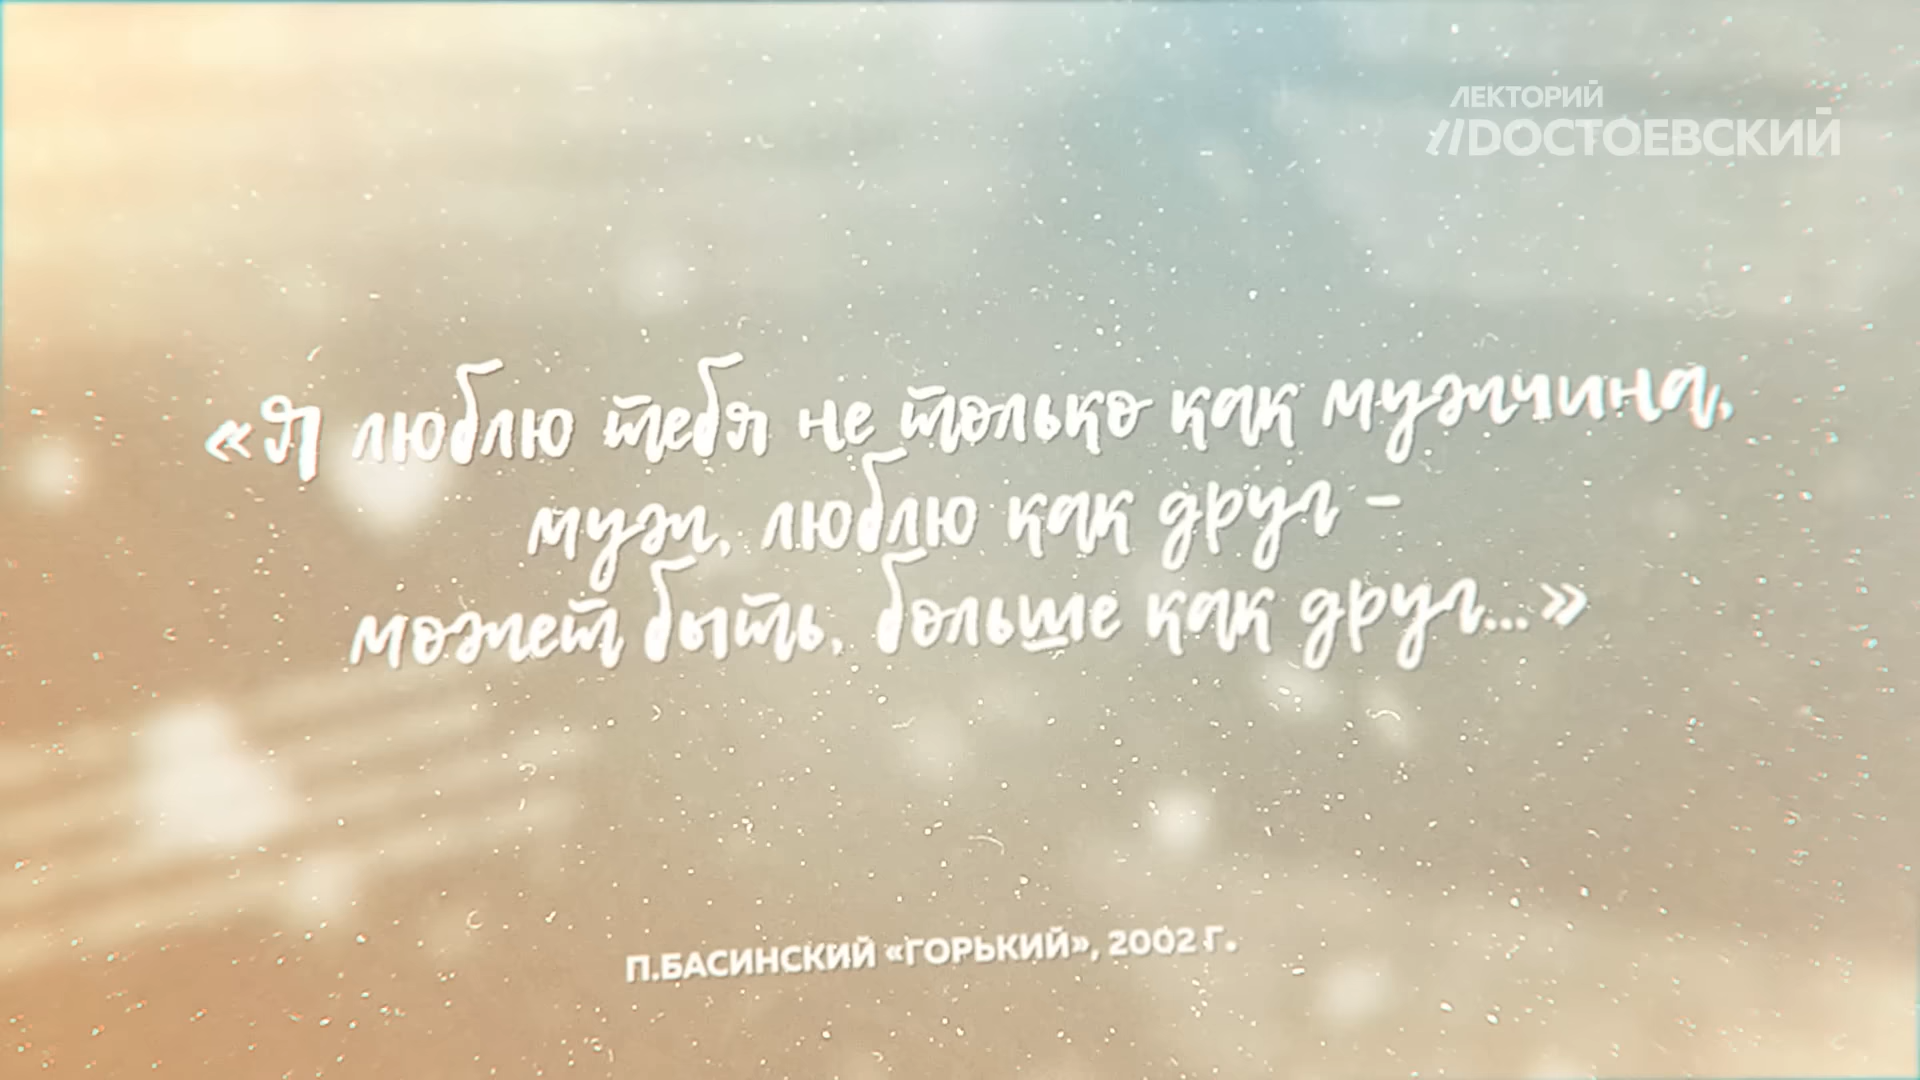 ЛЕКТОРИЙ
DОСТОЕВСКИЙ
«Я люблю тебя не только как мужчина,
муж, люблю как друг –
может быть, больше как друг...»
П.БАСИНСКИЙ «ГОРЬКИЙ», 2002 Г.